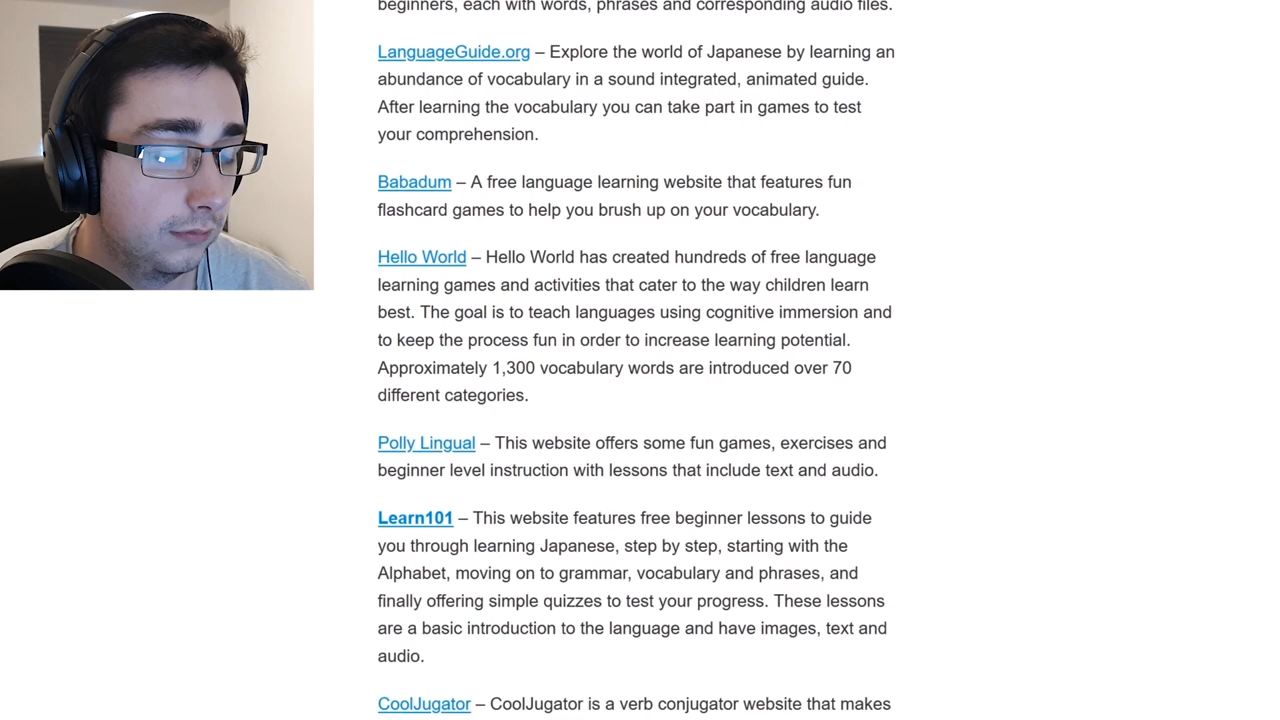 beginners, each with words, phrases and corresponding audio files.
LanguageGuide.org – Explore the world of Japanese by learning an
abundance of vocabulary in a sound integrated, animated guide.
After learning the vocabulary you can take part in games to test
your comprehension.
Babadum – A free language learning website that features fun
flashcard games to help you brush up on your vocabulary.
Hello World – Hello World has created hundreds of free language
learning games and activities that cater to the way children learn
best. The goal is to teach languages using cognitive immersion and
to keep the process fun in order to increase learning potential.
Approximately 1,300 vocabulary words are introduced over 70
different categories.
Polly Lingual – This website offers some fun games, exercises and
beginner level instruction with lessons that include text and audio.
Learn101 – This website features free beginner lessons to guide
you through learning Japanese, step by step, starting with the
Alphabet, moving on to grammar, vocabulary and phrases, and
finally offering simple quizzes to test your progress. These lessons
are a basic introduction to the language and have images, text and
audio.
CoolJugator – CoolJugator is a verb conjugator website that makes